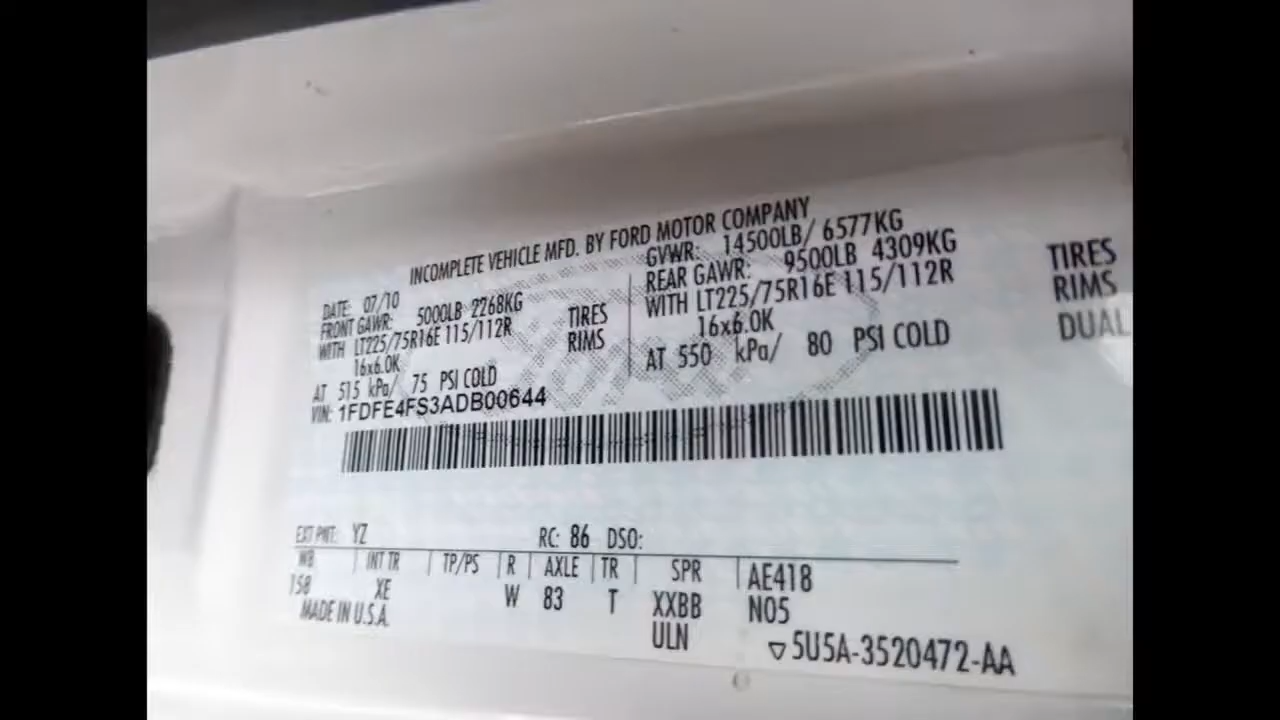 INCOMPLETE VEHICLE MFD. BY FORD MOTOR COMPANY
DATE: 07/10
FRONT GAWR: 5000LB 2268KG
WITH LT225/75R16E 115/112R TIRES
16x6.0K RIMS
AT 515 kPa/ 75 PSI COLD
GVWR: 14500LB/ 6577KG
REAR GAWR: 9500LB 4309KG
WITH LT225/75R16E 115/112R TIRES
16x6.0K RIMS
AT 550 kPa/ 80 PSI COLD DUAL
VIN: 1FDFE4FS3ADB00644
Ford
EXT PNT: YZ RC: 86 DSO:
WB INT TR TP/PS R AXLE TR SPR AE418
158 XE W 83 T XXBB N05
MADE IN U.S.A. ULN ▽5U5A-3520472-AA